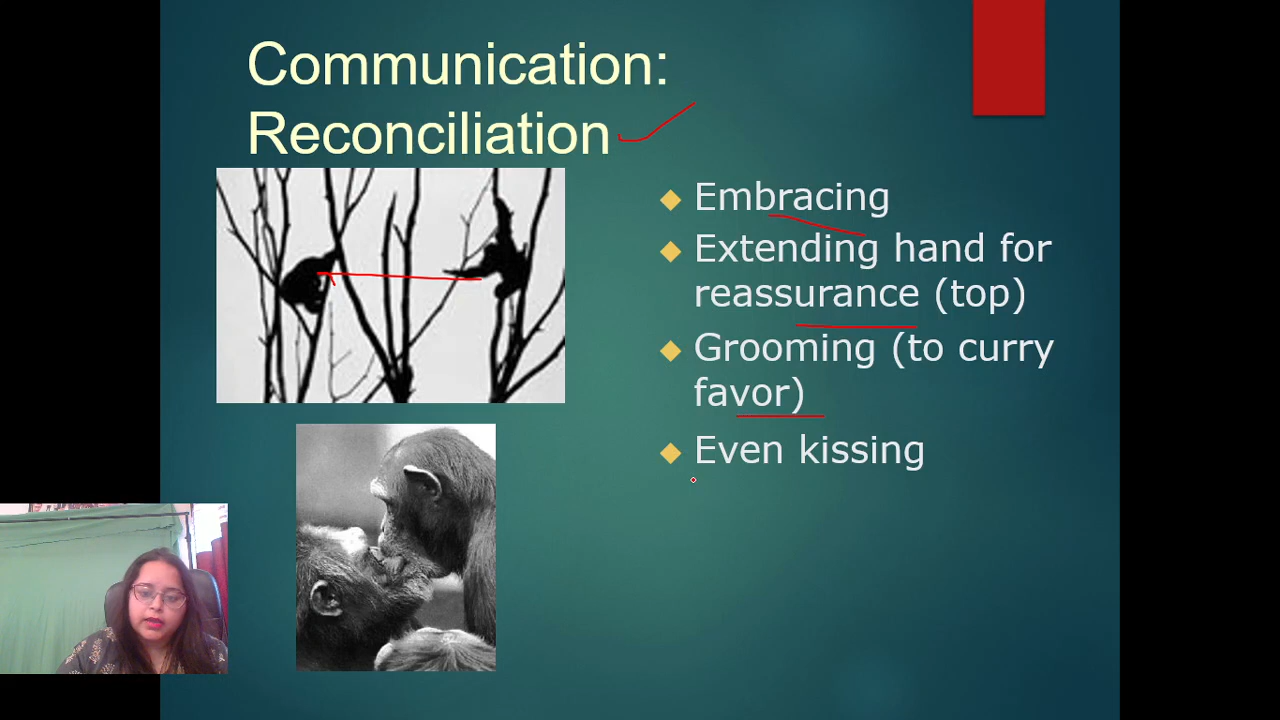 Communication:
Reconciliation
Embracing
Extending hand for
reassurance (top)
Grooming (to curry
favor)
Even kissing